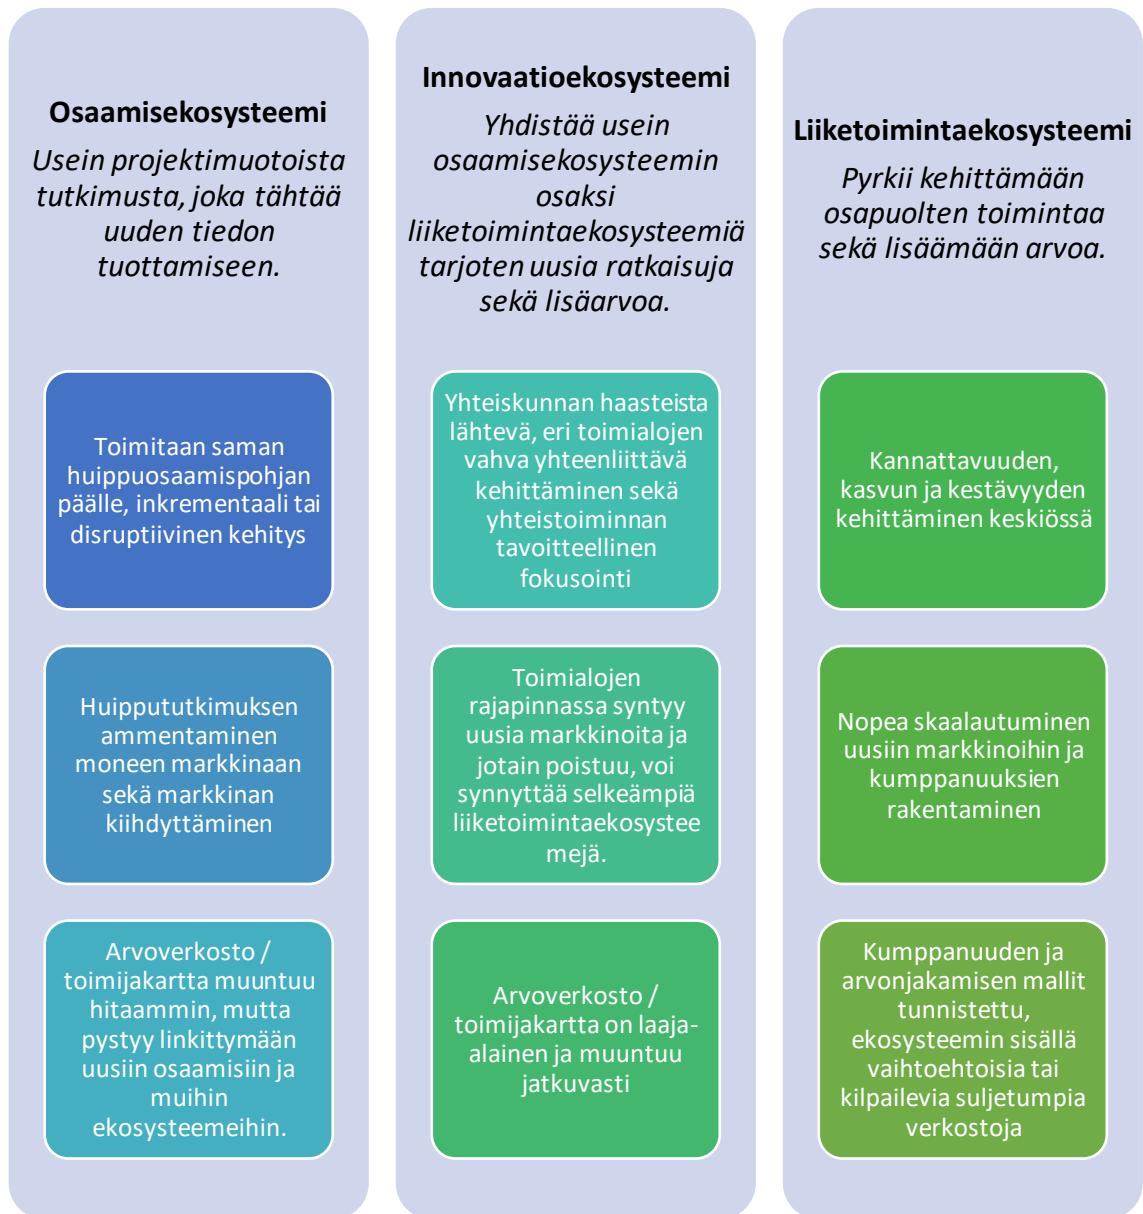 Osaamisekosysteemi
Usein projektimuotoista
tutkimusta, joka tähtää
uuden tiedon
tuottamiseen.
Toimitaan saman
huippuosaamispohjan
päälle, inkrementaali tai
disruptiivinen kehitys
Huippututkimuksen
ammentaminen
moneen markkinaan
sekä markkinan
kiihdyttäminen
Arvoverkosto /
toimijakartta muuntuu
hitaammin, mutta
pystyy linkittymään
uusiin osaamisiin ja
muihin
ekosysteemeihin.
Innovaatioekosysteemi
Yhdistää usein
osaamisekosysteemin
osaksi
liiketoimintaekosysteemiä
tarjoten uusia ratkaisuja
sekä lisäarvoa.
Yhteiskunnan haasteista
lähtevä, eri toimialojen
vahva yhteenliittävä
kehittäminen sekä
yhteistoiminnan
tavoitteellinen
fokusointi
Toimialojen
rajapinnassa syntyy
uusia markkinoita ja
jotain poistuu, voi
synnyttää selkeämpiä
liiketoimintaekosystee
mejä.
Arvoverkosto /
toimijakartta on laaja-
alainen ja muuntuu
jatkuvasti
Liiketoimintaekosysteemi
Pyrkii kehittämään
osapuolten toimintaa
sekä lisäämään arvoa.
Kannattavuuden,
kasvun ja kestävyyden
kehittäminen keskiössä
Nopea skaalautuminen
uusiin markkinoihin ja
kumppanuuksien
rakentaminen
Kumppanuuden ja
arvonjakamisen mallit
tunnistettu,
ekosysteemin sisällä
vaihtoehtoisia tai
kilpailevia suljetumpia
verkostoja